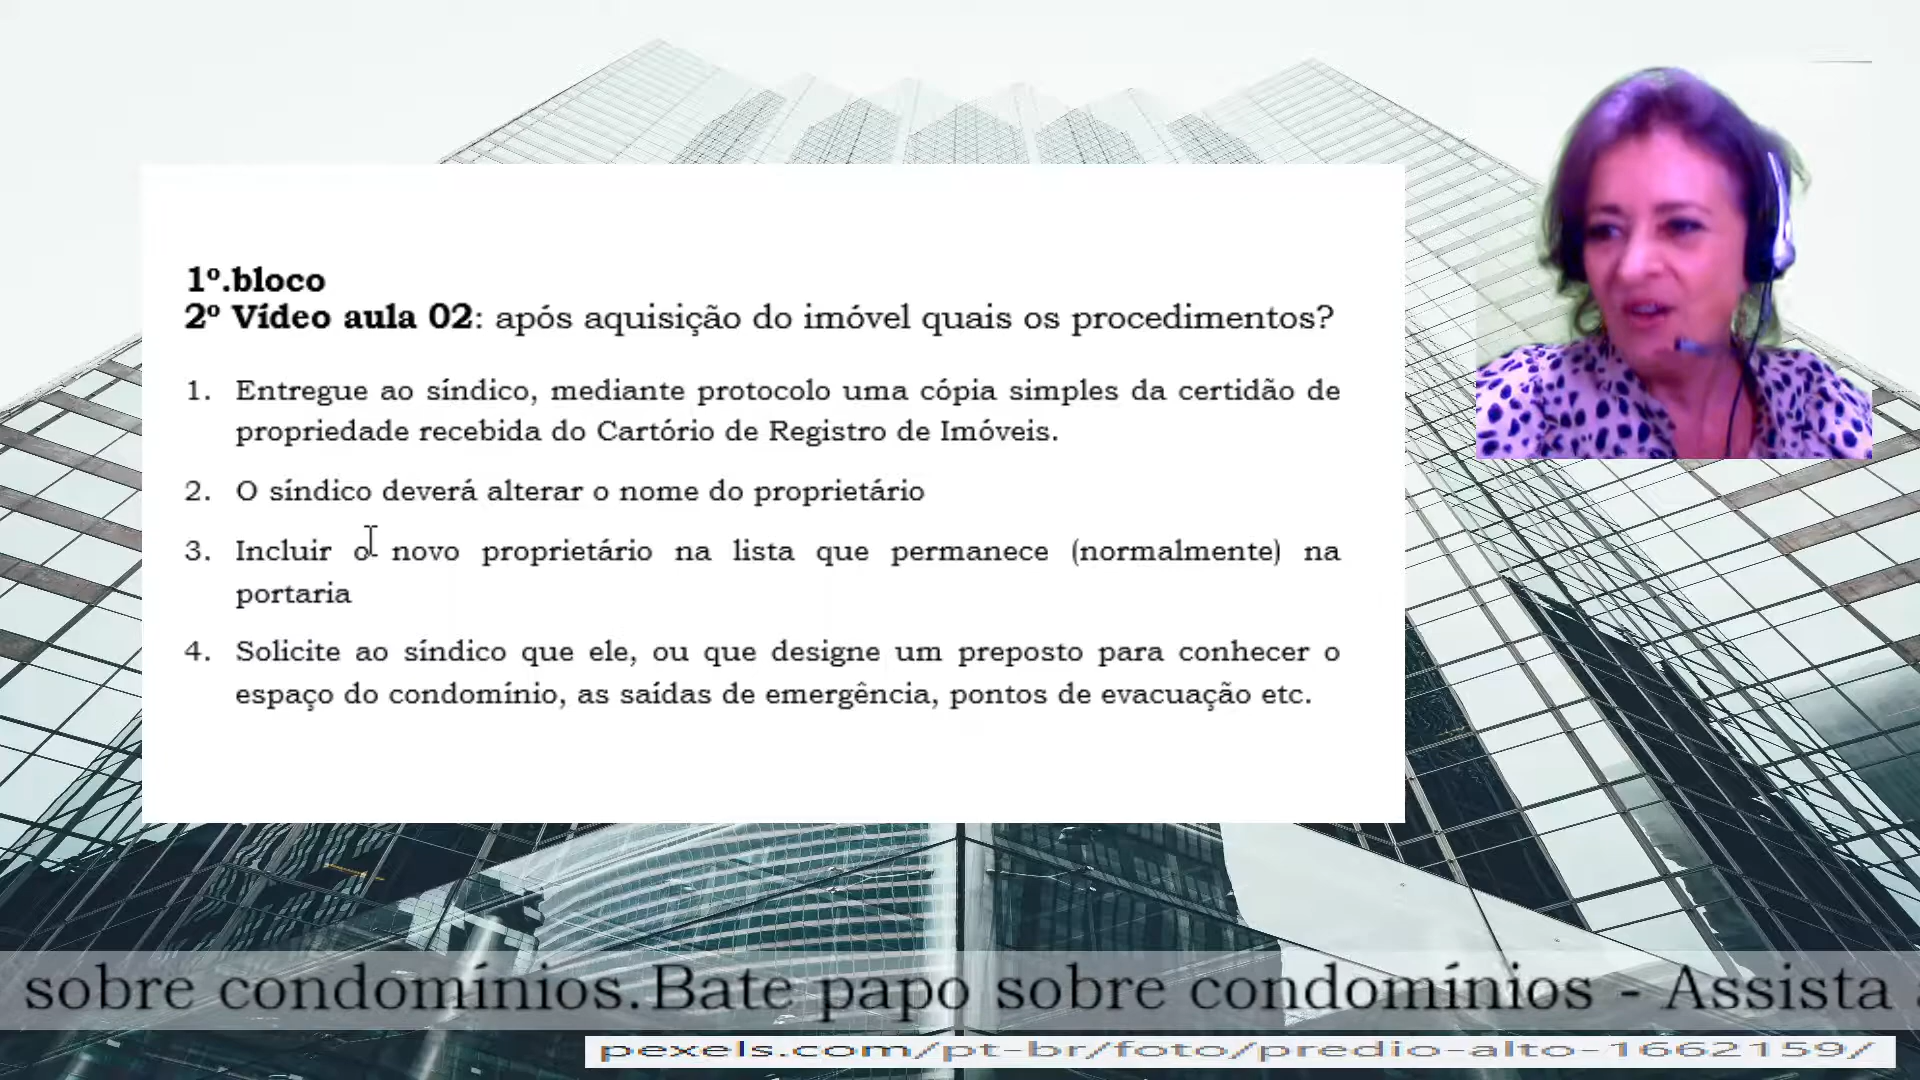 1º.bloco
2º Vídeo aula 02: após aquisição do imóvel quais os procedimentos?
1. Entregue ao síndico, mediante protocolo uma cópia simples da certidão de
propriedade recebida do Cartório de Registro de Imóveis.
2. O síndico deverá alterar o nome do proprietário
3. Incluir o novo proprietário na lista que permanece (normalmente) na
portaria
4. Solicite ao síndico que ele, ou que designe um preposto para conhecer o
espaço do condomínio, as saídas de emergência, pontos de evacuação etc.
sobre condomínios.Bate papo sobre condomínios - Assista
pexels.com/pt-br/foto/predio-alto-1662159/